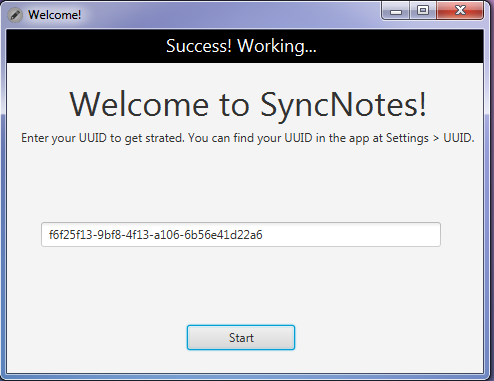 Welcome!
Success! Working...
Welcome to SyncNotes!
Enter your UUID to get strated. You can find your UUID in the app at Settings > UUID.
f6f25f13-9bf8-4f13-a106-6b56e41d22a6
Start